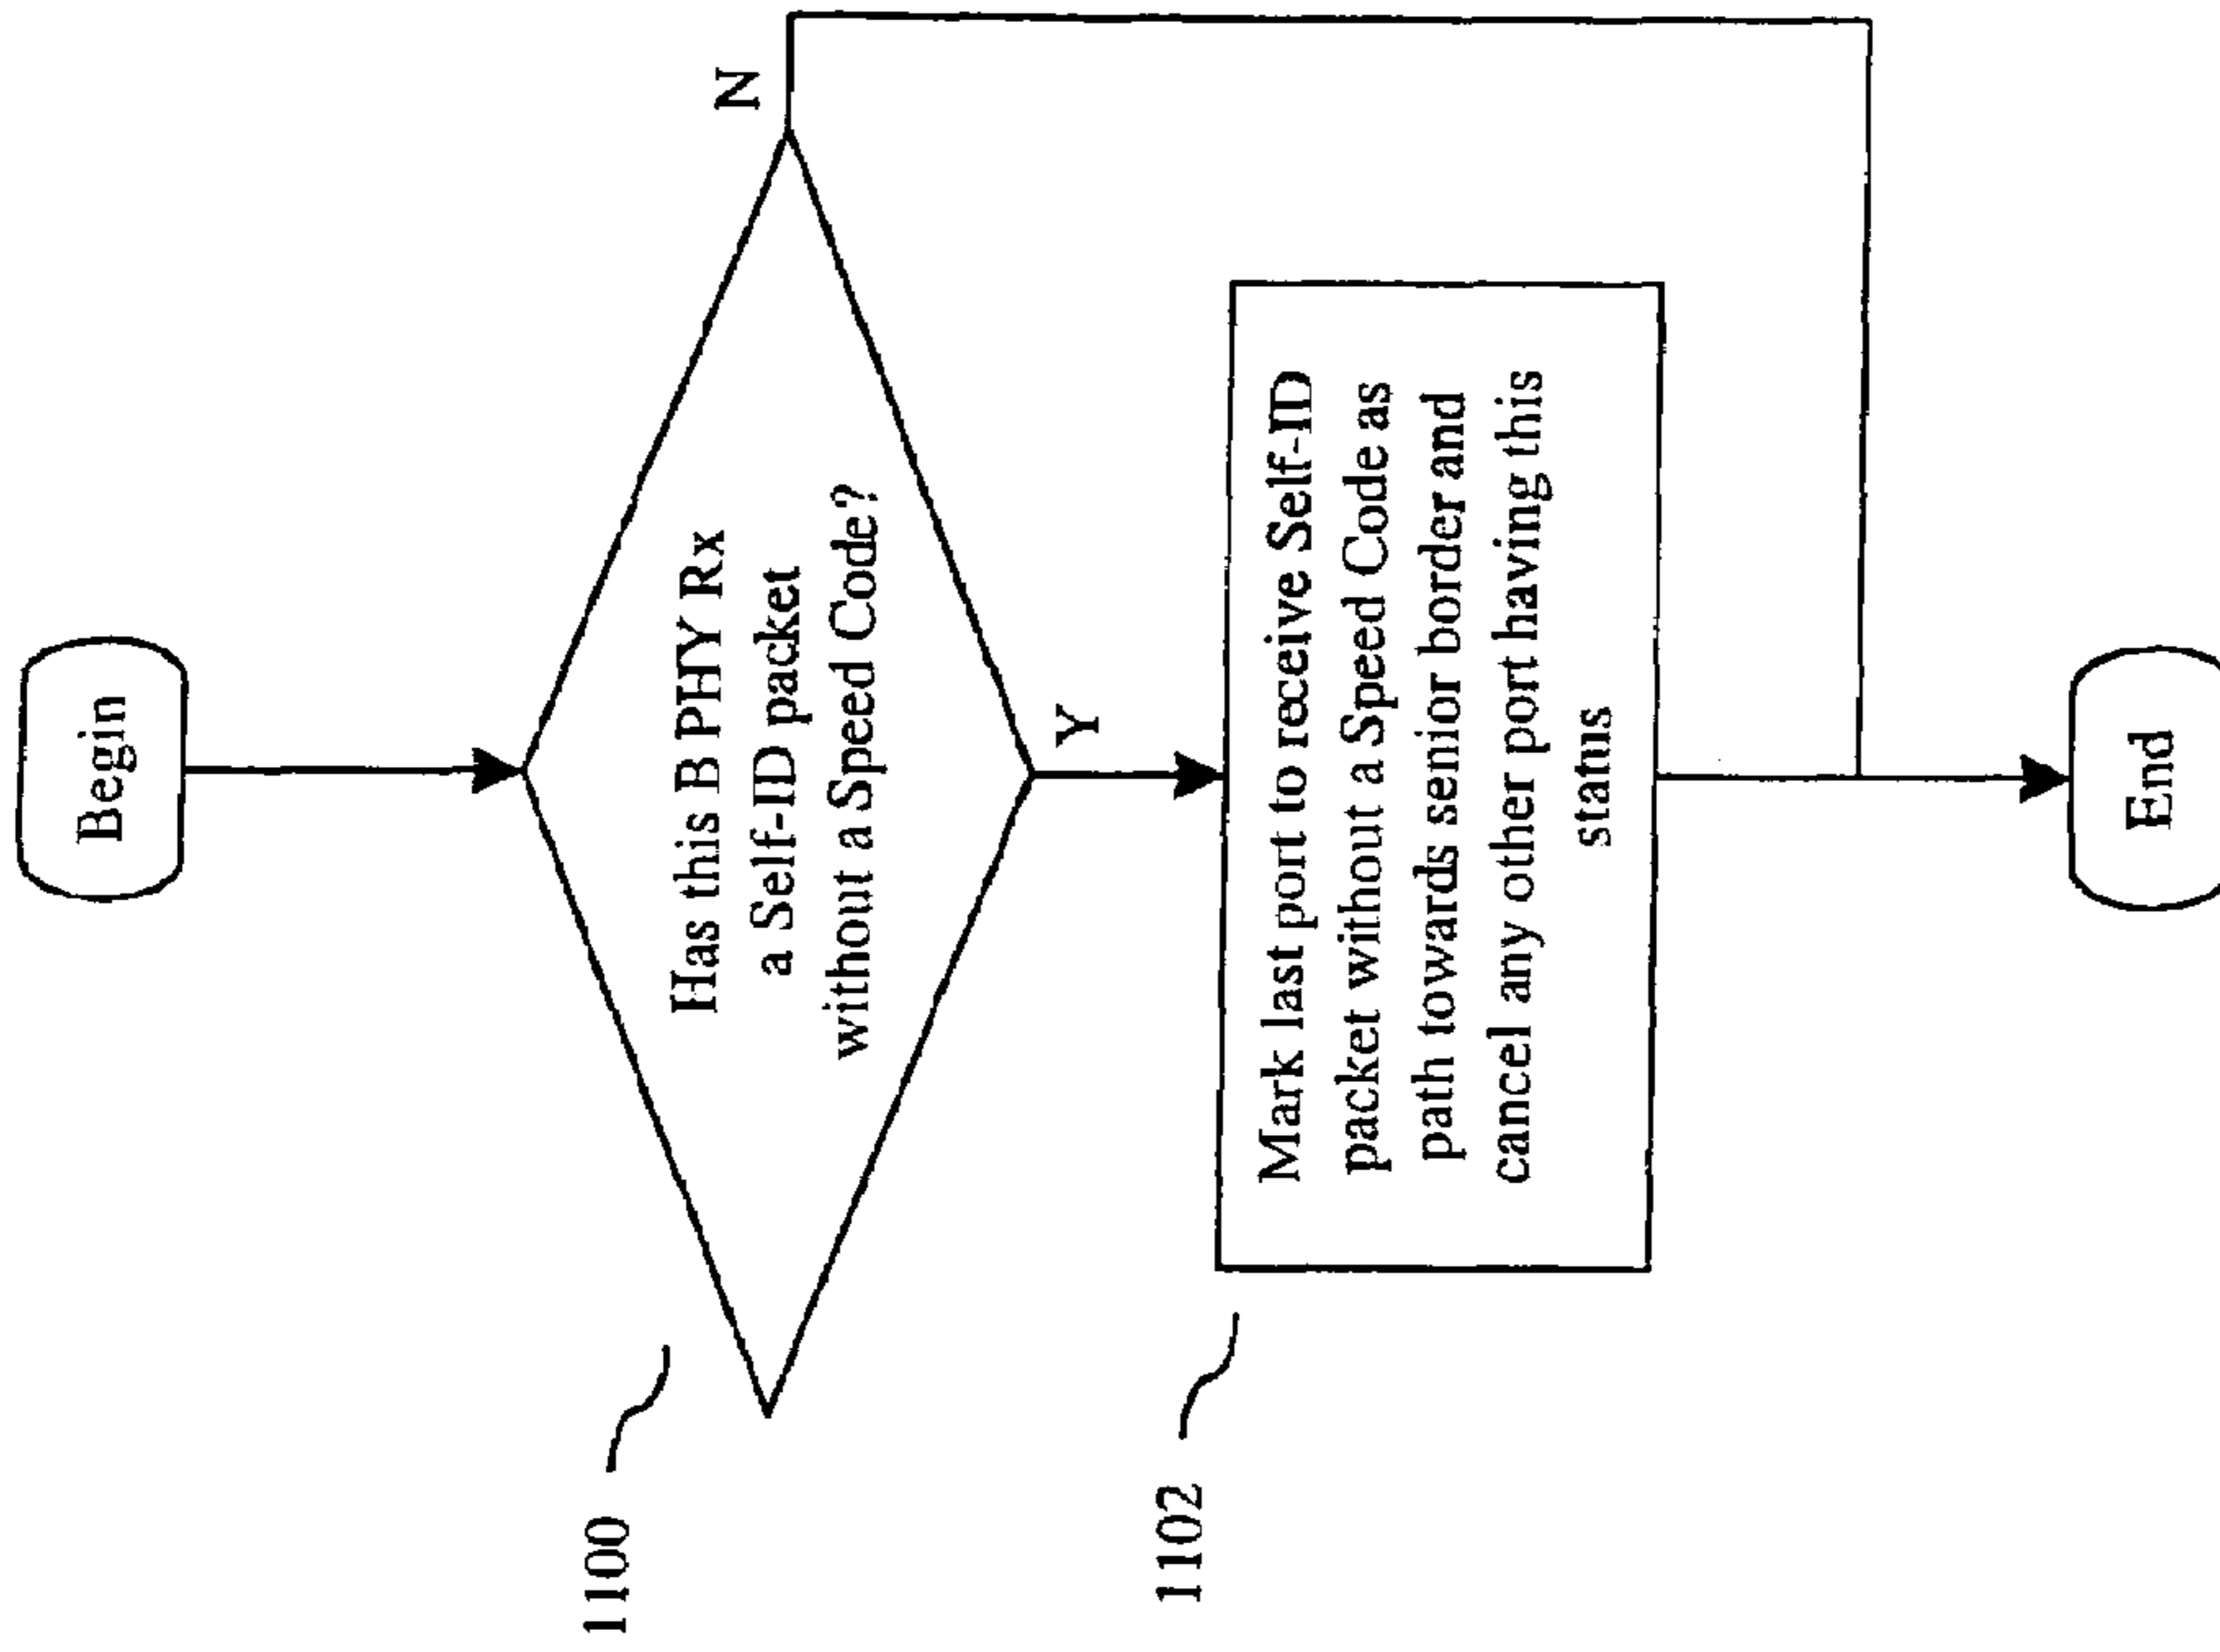 Begin
1100
Has this B PHY Rx
a Self-ID packet
without a Speed Code?
N
Y
1102
Mark last port to receive Self-ID
packet without a Speed Code as
path towards senior border and
cancel any other port having this
status
End